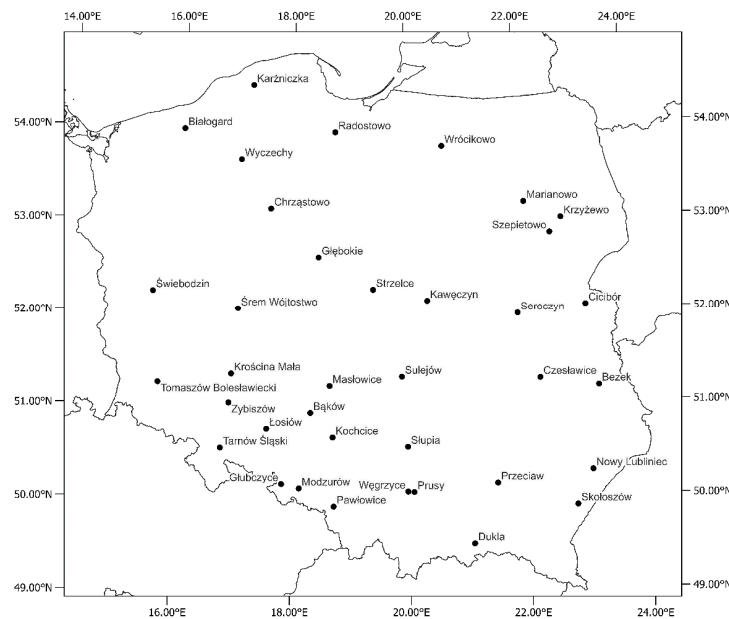 14.00°E 16.00°E 18.00°E 20.00°E 22.00°E 24.00°E
Karżniczka
54.00°N
Białogard
Radostowo
54.00°N
Wrócikowo
Wyczechy
Marianowo
Chrząstowo
Krzyżewo
53.00°N
53.00°N
Szepietowo
Głębokie
Świebodzin
Strzelce
Kawęczyn
Cicibór
52.00°N
Śrem Wójtostwo
Seroczyn
52.00°N
Krościna Mała
Sulejów
Czesławice
Masłowice
Bezek
Tomaszów Bolesławiecki
51.00°N
51.00°N
Zybiszów
Bąków
Łosiów
Kochcice
Tarnów Śląski
Słupia
Nowy Lubliniec
Głubczyce
Modzurów
Węgrzyce
Prusy
Przeciaw
50.00°N
50.00°N
Pawłowice
Skołoszów
Dukla
49.00°N
49.00°N
16.00°E 18.00°E 20.00°E 22.00°E 24.00°E